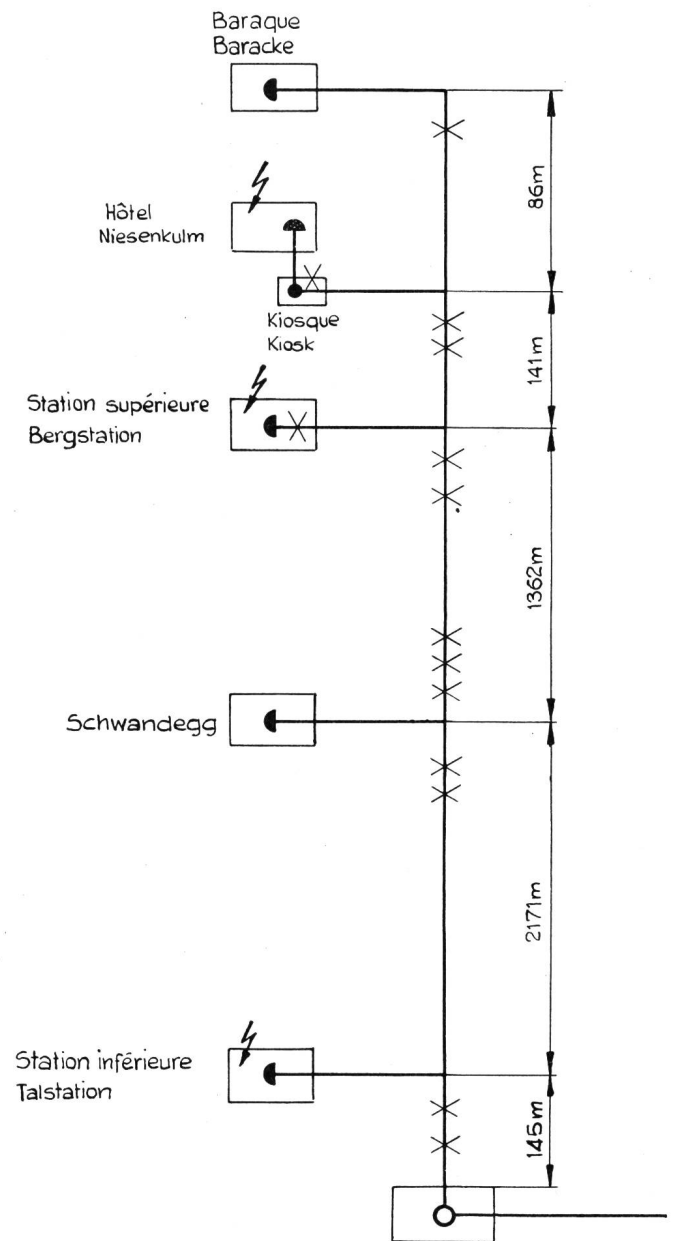 Baraque
Baracke
86m
Hôtel
Niesenkulm
Kiosque
Kiosk
141m
Station supérieure
Bergstation
1362m
Schwandegg
2171m
Station inférieure
Talstation
145m